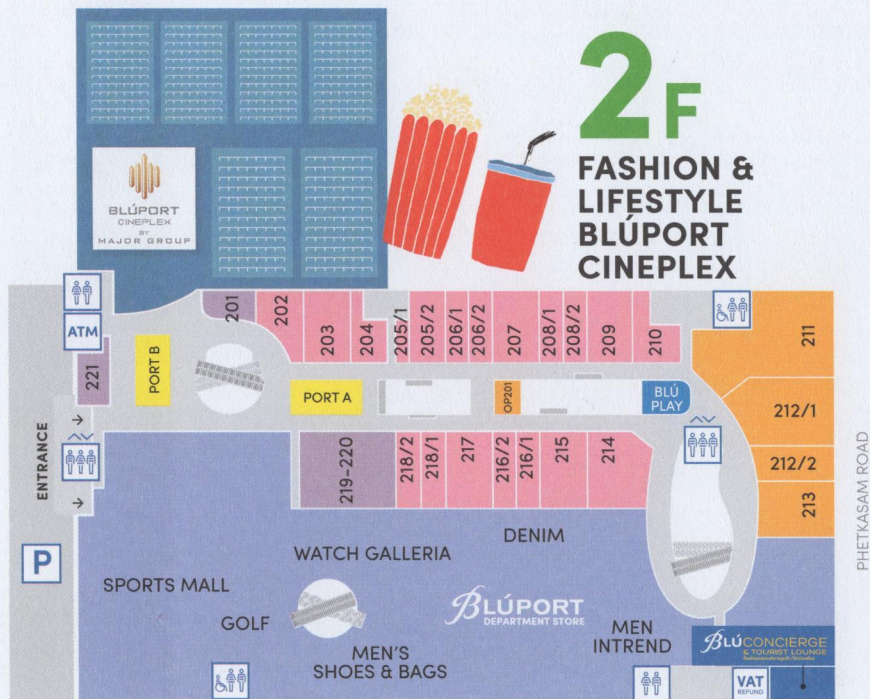 2F
FASHION &
LIFESTYLE
BLÚPORT
CINEPLEX
BLÚPORT
CINEPLEX
BY
MAJOR GROUP
ATM
201
202
203
204
205/1
205/2
206/1
206/2
207
208/1
208/2
209
210
211
221
PORT B
PORT A
OP201
BLÚ
PLAY
212/1
212/2
213
ENTRANCE
219-220
218/2
218/1
217
216/2
216/1
215
214
PHETKASAM ROAD
P
DENIM
WATCH GALLERIA
SPORTS MALL
BLÚPORT
DEPARTMENT STORE
GOLF
MEN'S
SHOES & BAGS
MEN
INTREND
BLÚCONCIERGE
& TOURIST LOUNGE
VAT
REFUND